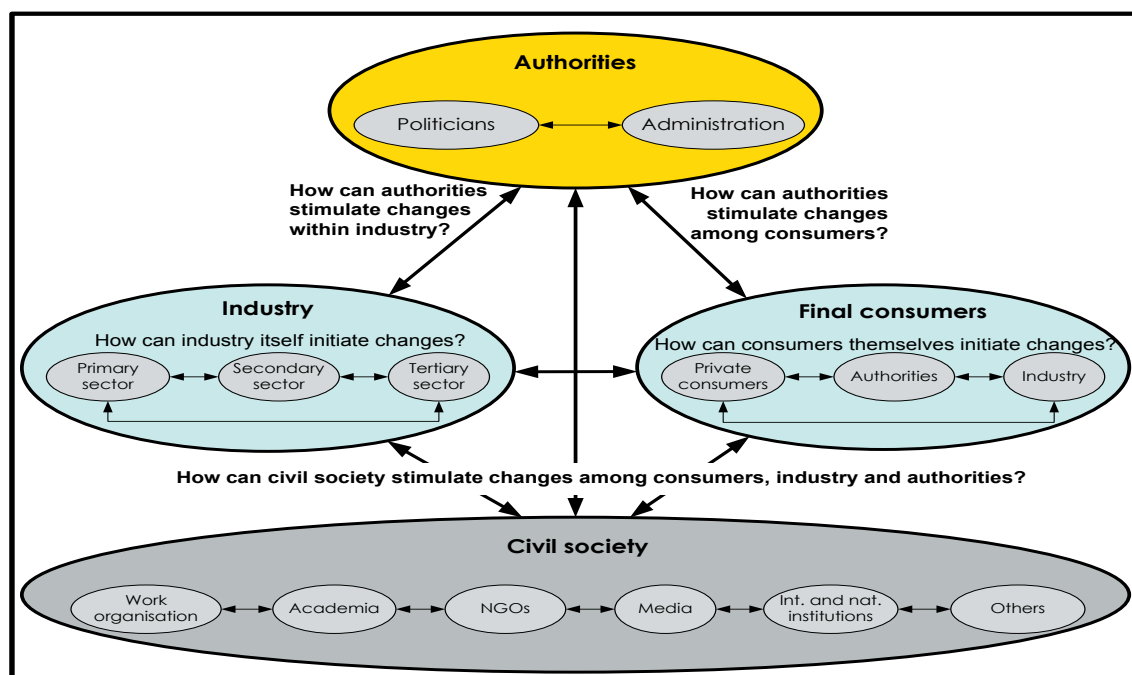 Authorities
Politicians
Administration
How can authorities
stimulate changes
within industry?
How can authorities
stimulate changes
among consumers?
Industry
How can industry itself initiate changes?
Primary
sector
Secondary
sector
Tertiary
sector
Final consumers
How can consumers themselves initiate changes?
Private
consumers
Authorities
Industry
How can civil society stimulate changes among consumers, industry and authorities?
Civil society
Work
organisation
Academia
NGOs
Media
Int. and nat.
institutions
Others